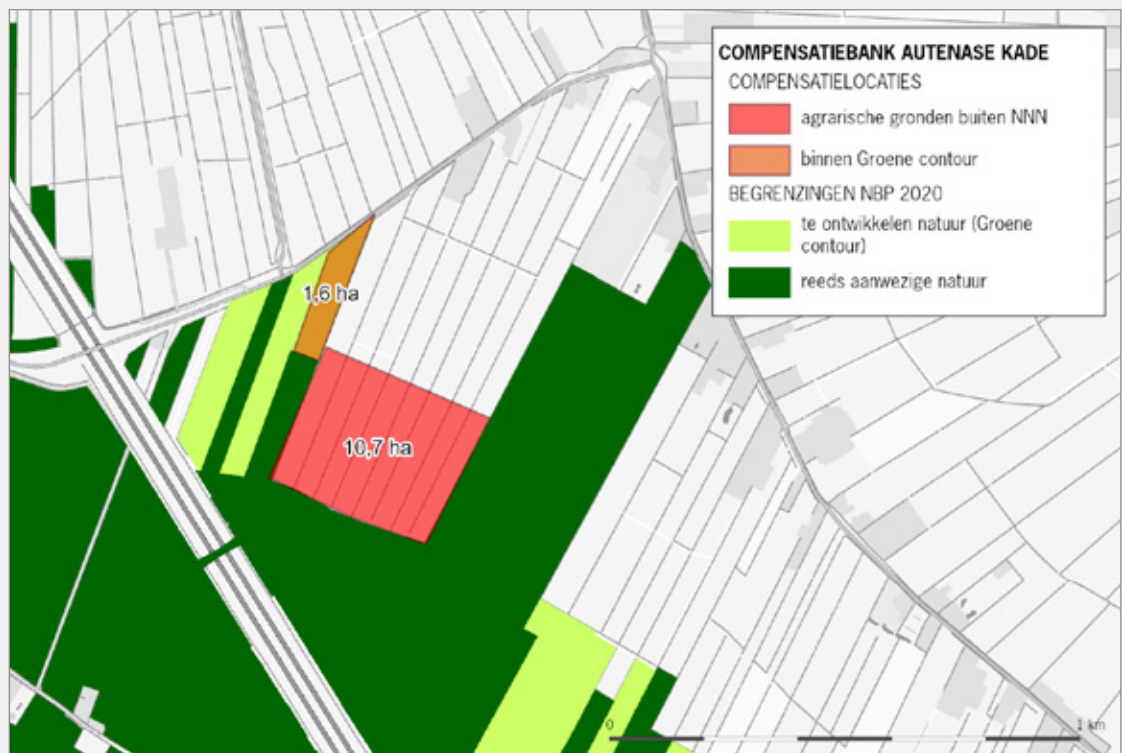 COMPENSATIEBANK AUTENASE KADE
COMPENSATIELOCATIES
agrarische gronden buiten NNN
binnen Groene contour
BEGRENZINGEN NBP 2020
te ontwikkelen natuur (Groene
contour)
reeds aanwezige natuur
1,6 ha
10,7 ha
0
1 km